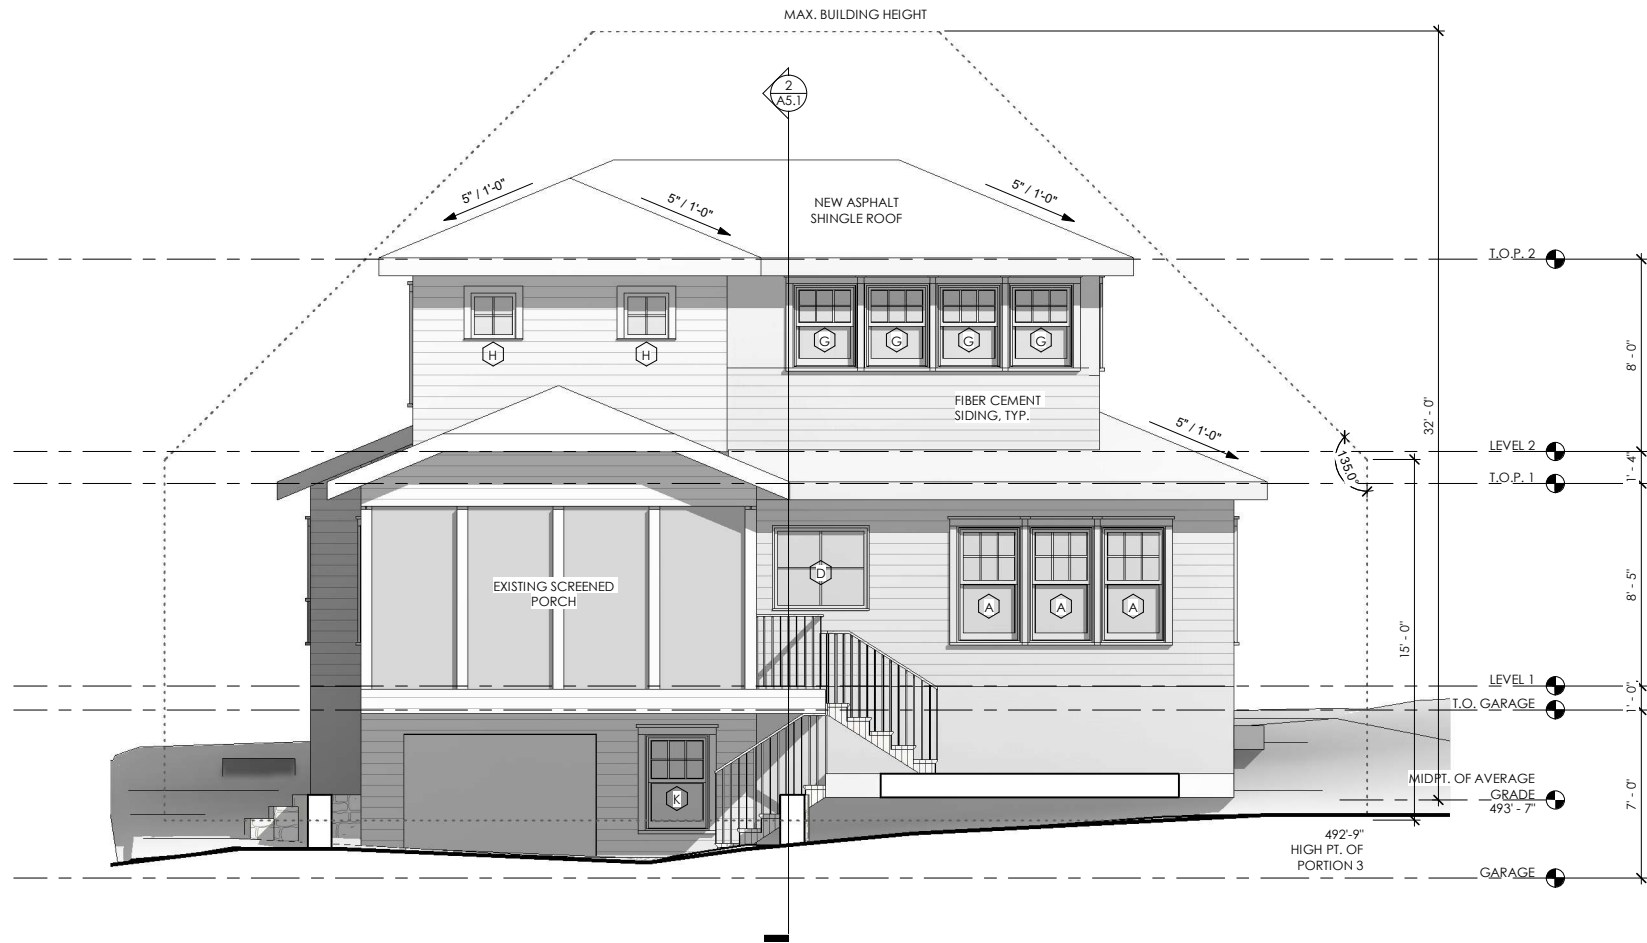 MAX. BUILDING HEIGHT
2
A5.1
5" / 1'-0"
5" / 1'-0"
5" / 1'-0"
NEW ASPHALT
SHINGLE ROOF
T.O.P. 2
H
H
G
G
G
G
8' - 0"
FIBER CEMENT
SIDING, TYP.
32' - 0"
5" / 1'-0"
LEVEL 2
135.0°
1' - 4"
T.O.P. 1
EXISTING SCREENED
PORCH
D
A
A
A
8' - 5"
15' - 0"
LEVEL 1
1' - 0"
T.O. GARAGE
K
MIDPT. OF AVERAGE
GRADE
493' - 7"
7' - 0"
492'-9"
HIGH PT. OF
PORTION 3
GARAGE